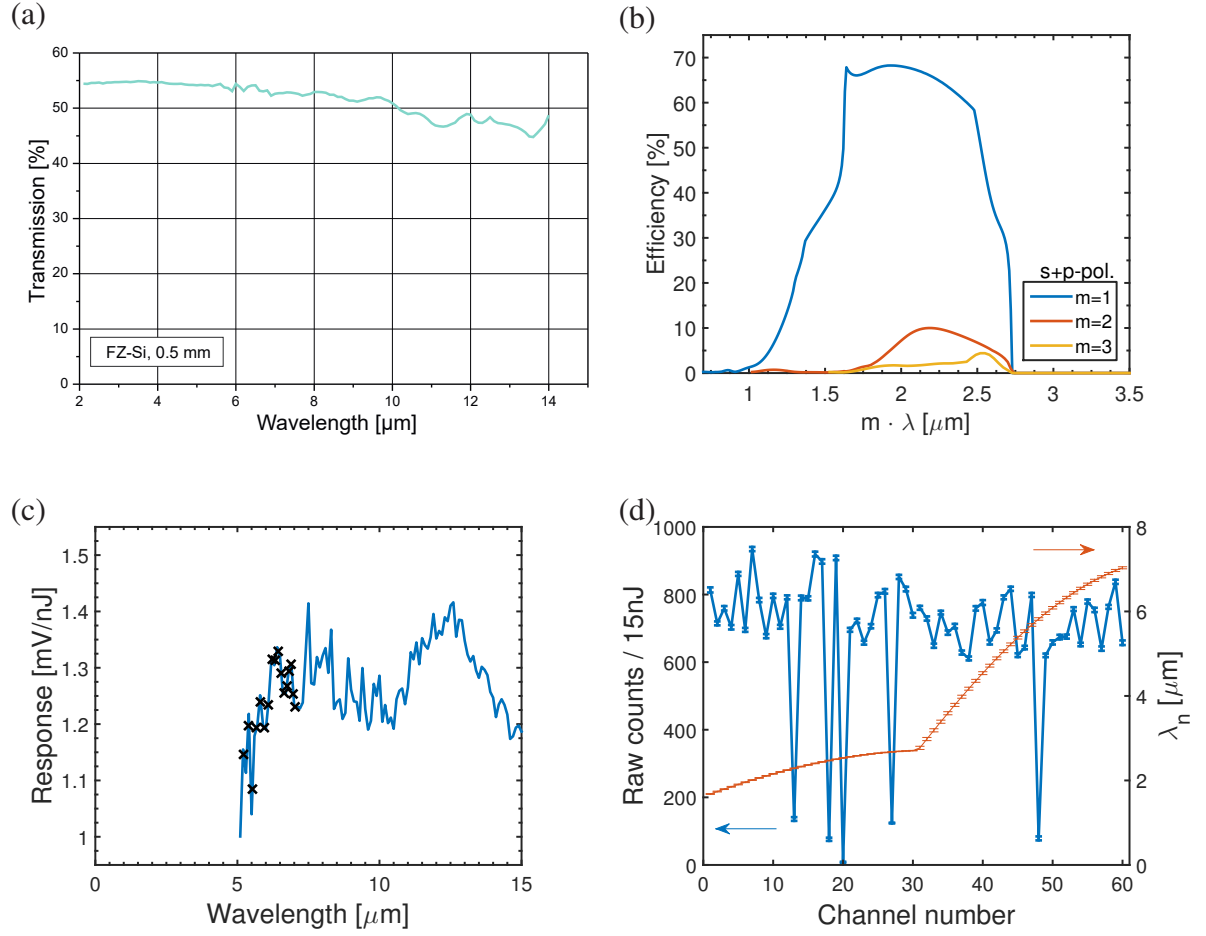 (a)
60
50
40
30
20
10
0
Transmission [%]
FZ-Si, 0.5 mm
2 4 6 8 10 12 14
Wavelength [µm]
(b)
70
60
50
40
30
20
10
0
Efficiency [%]
s+p-pol.
m=1
m=2
m=3
1 1.5 2 2.5 3 3.5
m · λ [μm]
(c)
1.5
1.4
1.3
1.2
1.1
1
Response [mV/nJ]
0 5 10 15
Wavelength [μm]
(d)
1000
800
600
400
200
0
Raw counts / 15nJ
8
6
4
2
0
λn [μm]
0 10 20 30 40 50 60
Channel number